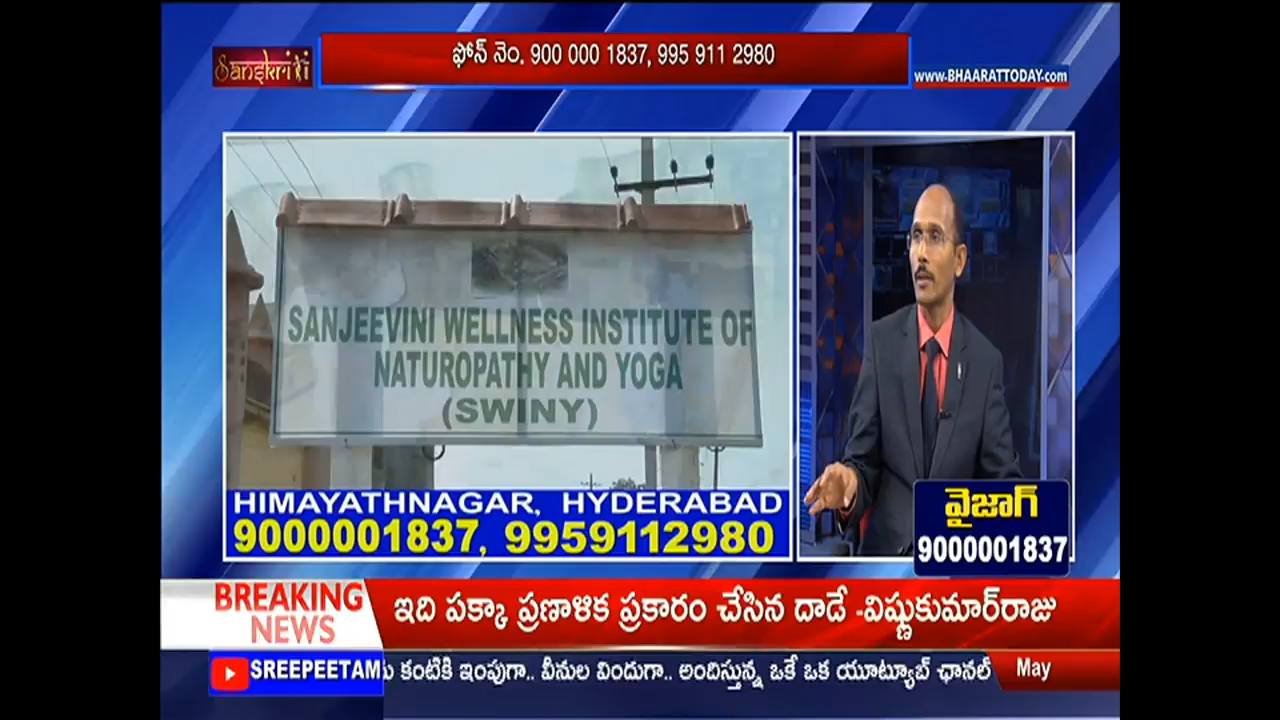 ఫోన్ నెం. 900 000 1837, 995 911 2980
Sanskriti
www.BHAARATTODAY.com
SANJEEVINI WELLNESS INSTITUTE OF
NATUROPATHY AND YOGA
(SWINY)
HIMAYATHNAGAR, HYDERABAD
9000001837, 9959112980
వైజాగ్
9000001837
BREAKING
NEWS
ఇది పక్కా ప్రణాళిక ప్రకారం చేసిన దాడే -విష్ణుకుమార్‌రాజు
SREEPEETAM
కంటికి ఇంపుగా.. వీనుల విందుగా.. అందిస్తున్న ఒకే ఒక యూట్యూబ్ ఛానల్
May